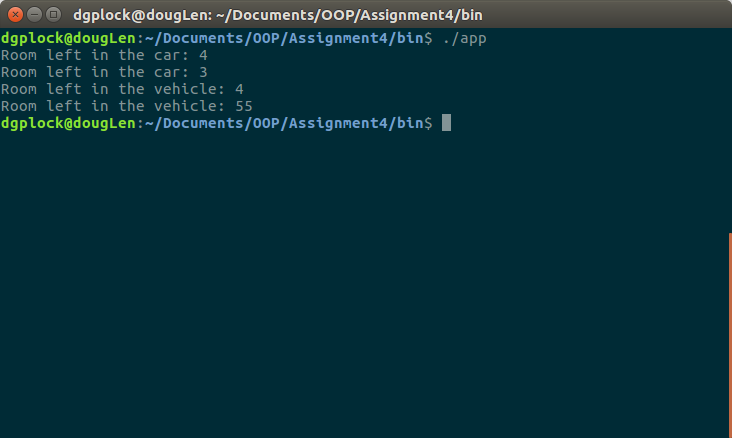 dgplock@dougLen: ~/Documents/OOP/Assignment4/bin
dgplock@dougLen:~/Documents/OOP/Assignment4/bin$ ./app
Room left in the car: 4
Room left in the car: 3
Room left in the vehicle: 4
Room left in the vehicle: 55
dgplock@dougLen:~/Documents/OOP/Assignment4/bin$